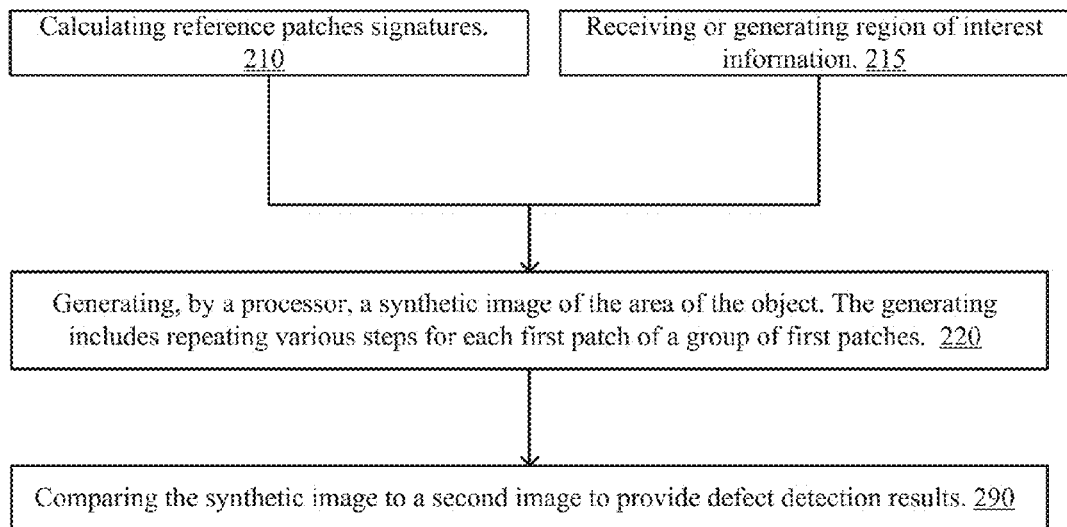 Calculating reference patches signatures.
210
Receiving or generating region of interest
information. 215
Generating, by a processor, a synthetic image of the area of the object. The generating
includes repeating various steps for each first patch of a group of first patches. 220
Comparing the synthetic image to a second image to provide defect detection results. 290